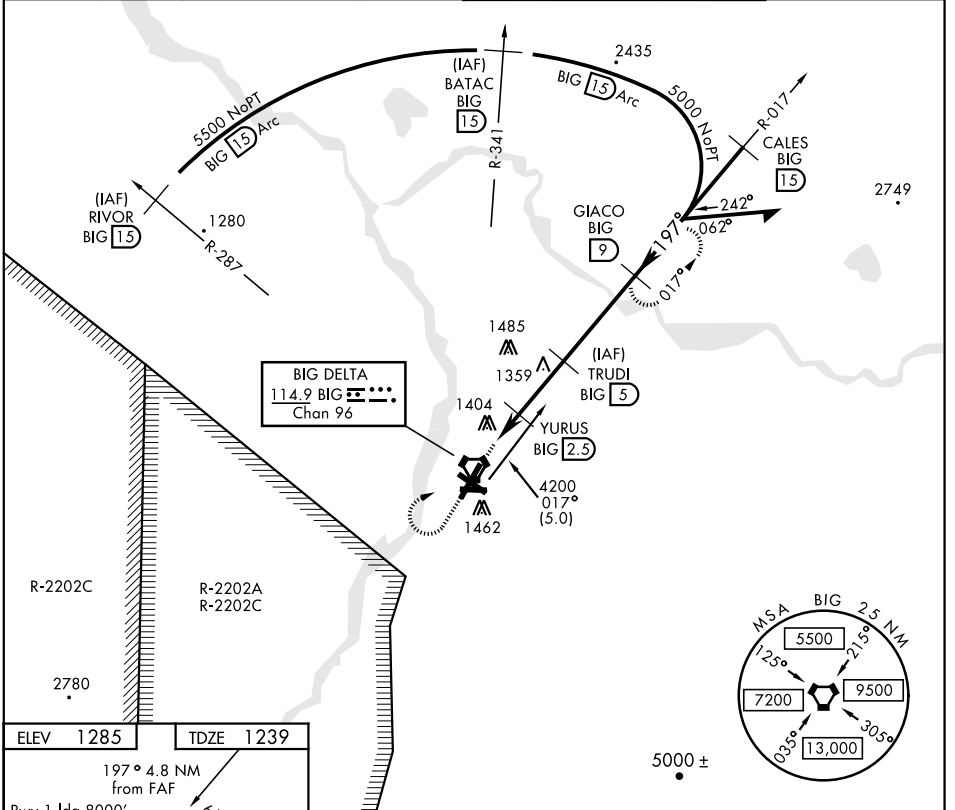 2435
(IAF)
BATAC
BIG
15
BIG 15 Arc
5000 NoPT
5500 NoPT
BIG 15 Arc
R-017
CALES
BIG
15
R-341
2749
(IAF)
RIVOR
BIG 15
1280
R-287
GIACO
BIG
9
242°
062°
197°
017°
1485
1359
(IAF)
TRUDI
BIG 5
BIG DELTA
114.9 BIG
Chan 96
1404
YURUS
BIG 2.5
4200
017°
(5.0)
1462
R-2202C
R-2202A
R-2202C
MSA BIG 25 NM
5500
125°
215°
7200
9500
035°
305°
13,000
2780
5000 ±
ELEV 1285
TDZE 1239
197° 4.8 NM
from FAF
Rwy 1 ldg 8000'